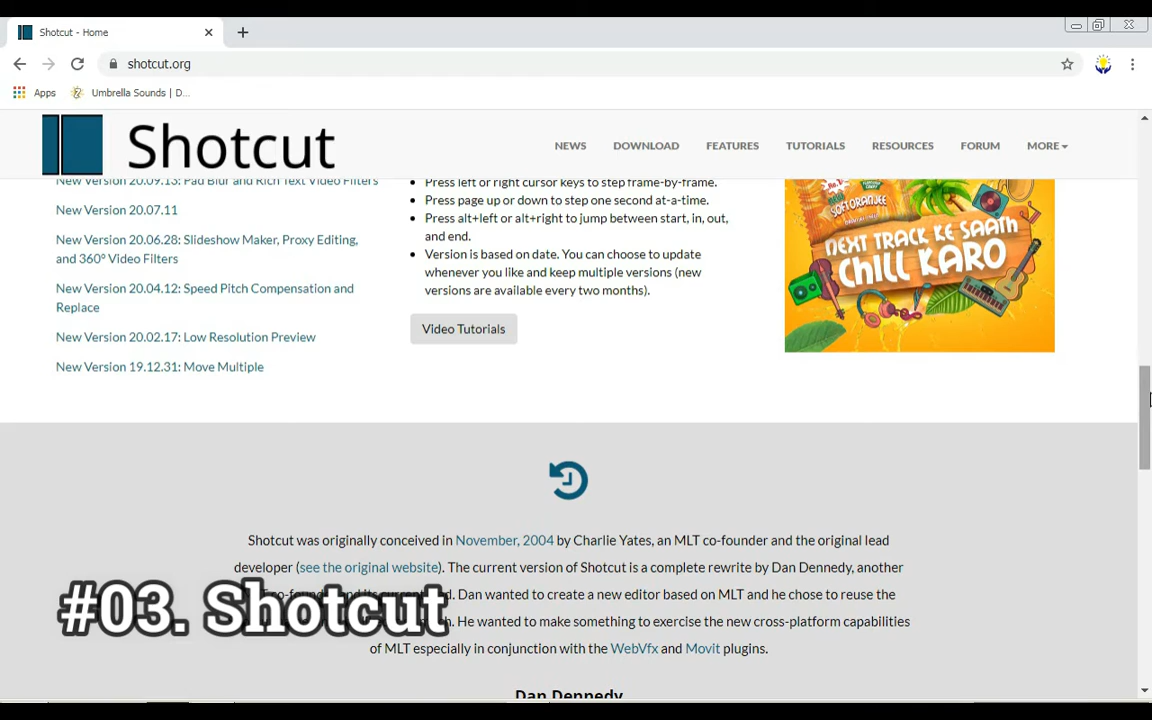 Shotcut - Home
shotcut.org
Apps
Umbrella Sounds | D...
Shotcut
NEWS DOWNLOAD FEATURES TUTORIALS RESOURCES FORUM MORE
New Version 20.09.13: Pad Blur and Rich Text Video Filters
New Version 20.07.11
New Version 20.06.28: Slideshow Maker, Proxy Editing,
and 360° Video Filters
New Version 20.04.12: Speed Pitch Compensation and
Replace
New Version 20.02.17: Low Resolution Preview
New Version 19.12.31: Move Multiple
Press left or right cursor keys to step frame-by-frame.
Press page up or down to step one second at-a-time.
Press alt+left or alt+right to jump between start, in, out,
and end.
Version is based on date. You can choose to update
whenever you like and keep multiple versions (new
versions are available every two months).
Video Tutorials
SOFT ORANJEE
NEXT TRACK KE SAATH
CHILL KARO
Shotcut was originally conceived in November, 2004 by Charlie Yates, an MLT co-founder and the original lead
developer (see the original website). The current version of Shotcut is a complete rewrite by Dan Dennedy, another
Dan wanted to create a new editor based on MLT and he chose to reuse the
He wanted to make something to exercise the new cross-platform capabilities
of MLT especially in conjunction with the WebVfx and Movit plugins.
#03. Shotcut
Dan Dennedy